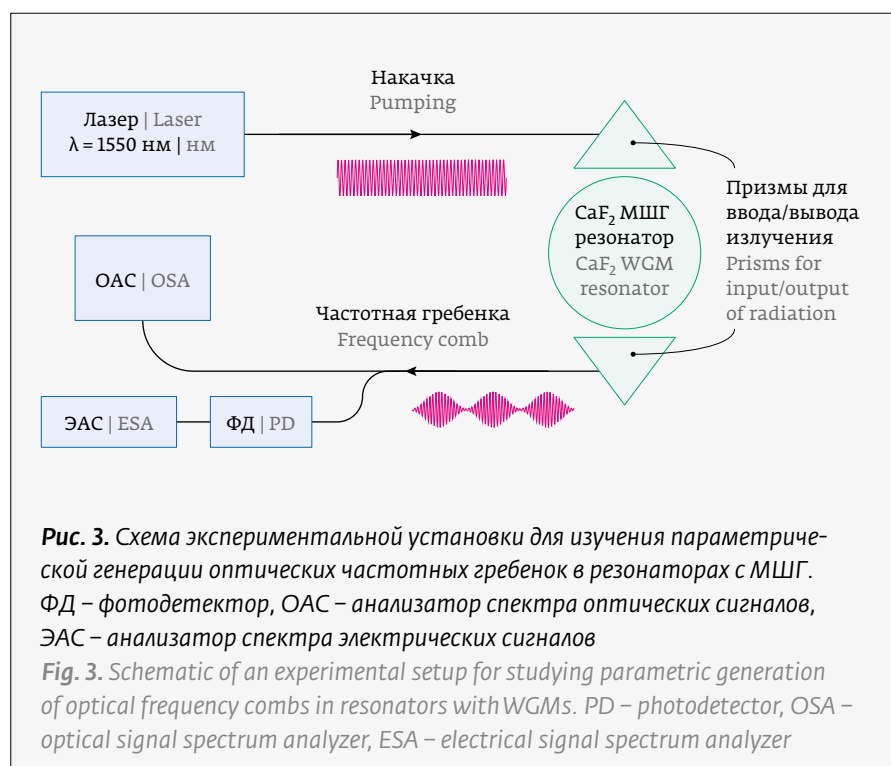 Накачка
Pumping
Лазер | Laser
λ = 1550 нм | нм
Призмы для
ввода/вывода
излучения
Prisms for
input/output
of radiation
CaF₂ МШГ
резонатор
CaF₂ WGM
resonator
ОАС | OSA
Частотная гребенка
Frequency comb
ЭАС | ESA
ФД | PD
Рис. 3. Схема экспериментальной установки для изучения параметриче-
ской генерации оптических частотных гребенок в резонаторах с МШГ.
ФД – фотодетектор, ОАС – анализатор спектра оптических сигналов,
ЭАС – анализатор спектра электрических сигналов
Fig. 3. Schematic of an experimental setup for studying parametric generation
of optical frequency combs in resonators with WGMs. PD – photodetector, OSA –
optical signal spectrum analyzer, ESA – electrical signal spectrum analyzer